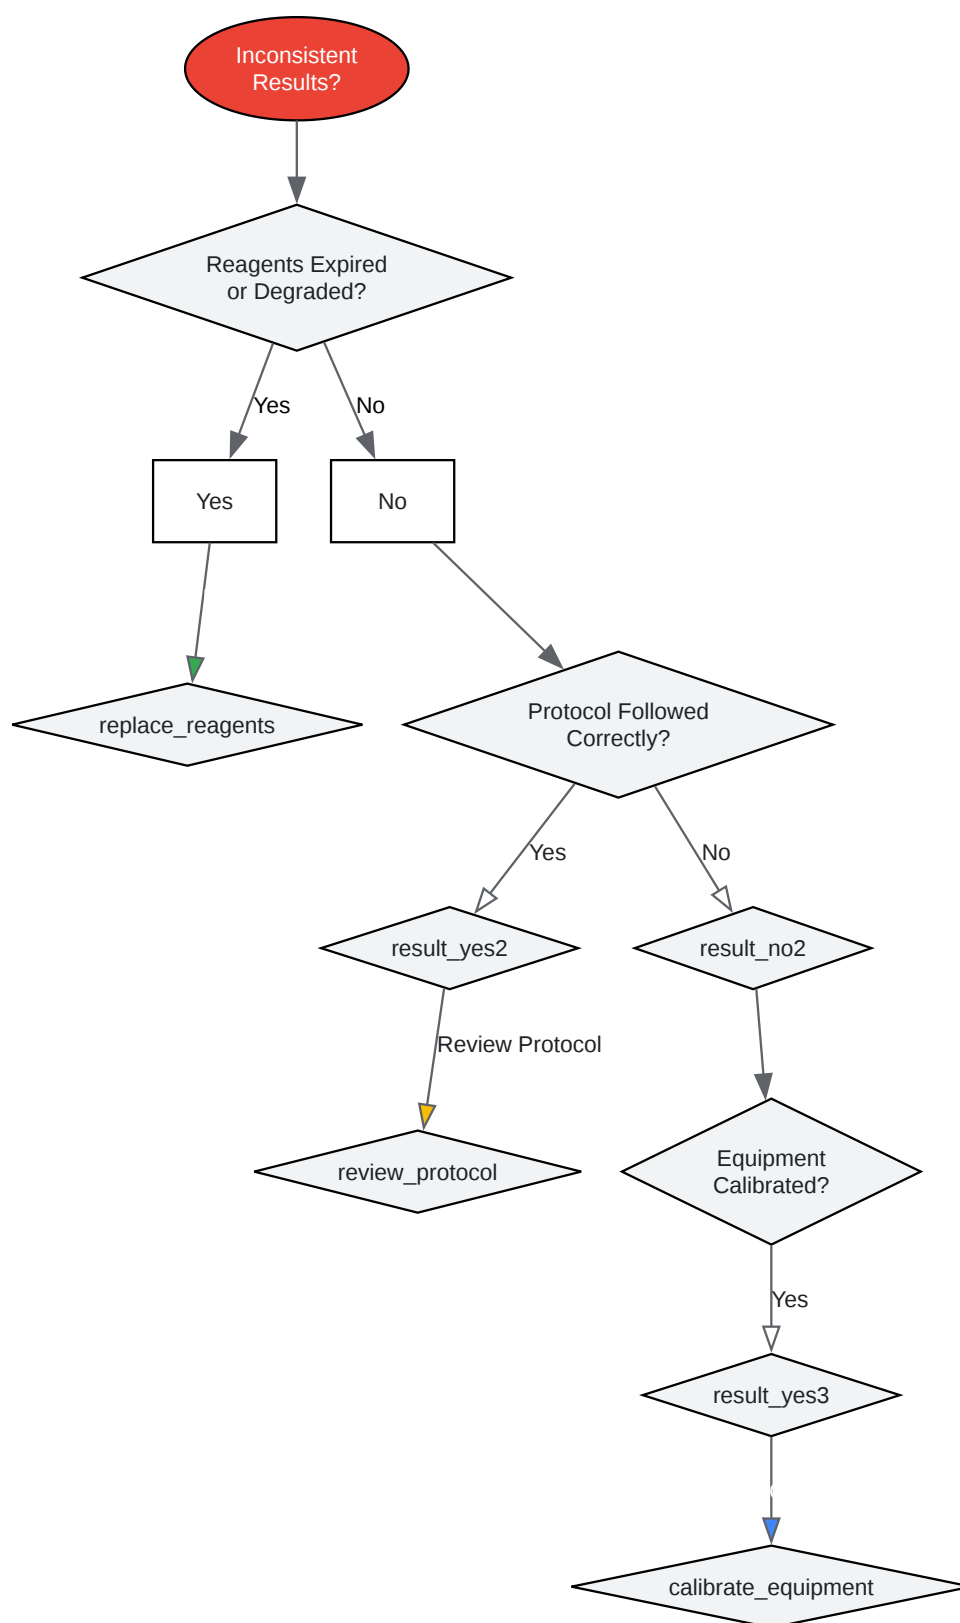 Inconsistent
Results?
Reagents Expired
or Degraded?
Yes
No
Yes
No
replace_reagents
Protocol Followed
Correctly?
Yes
No
result_yes2
result_no2
Review Protocol
review_protocol
Equipment
Calibrated?
Yes
result_yes3
calibrate_equipment